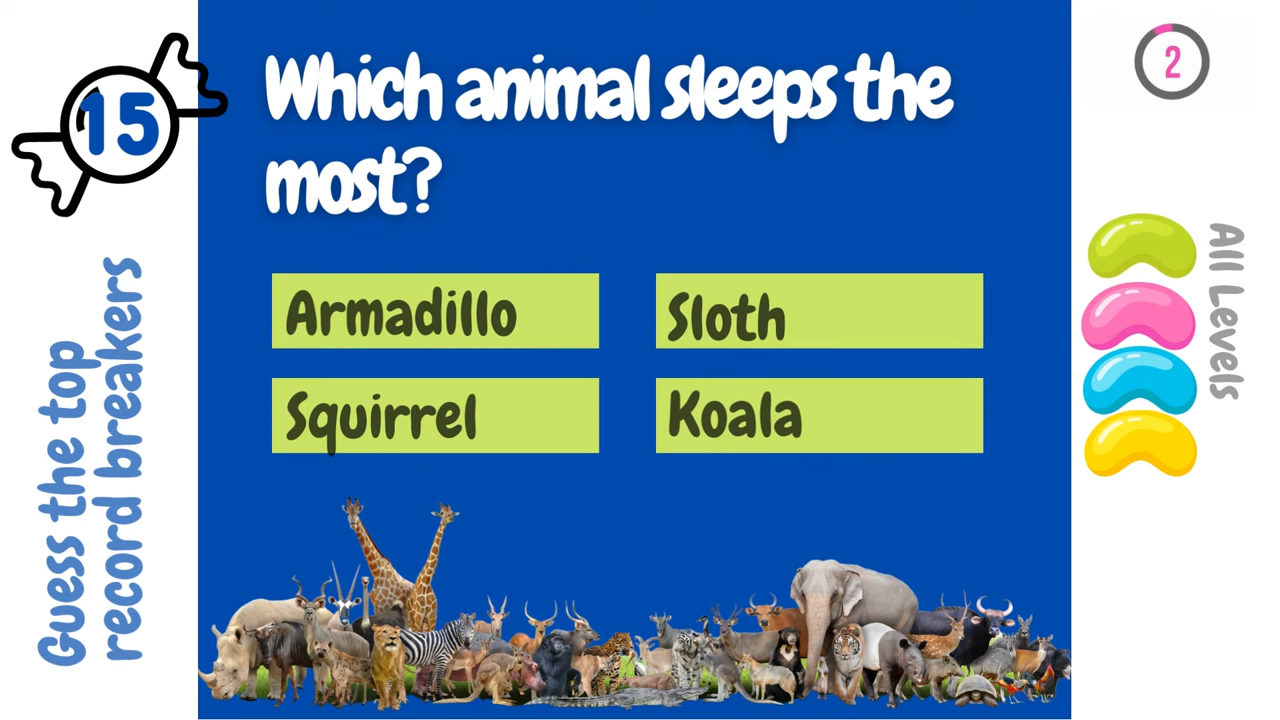 15
Which animal sleeps the
most?
2
Armadillo
Sloth
Squirrel
Koala
Guess the top
record breakers
All Levels